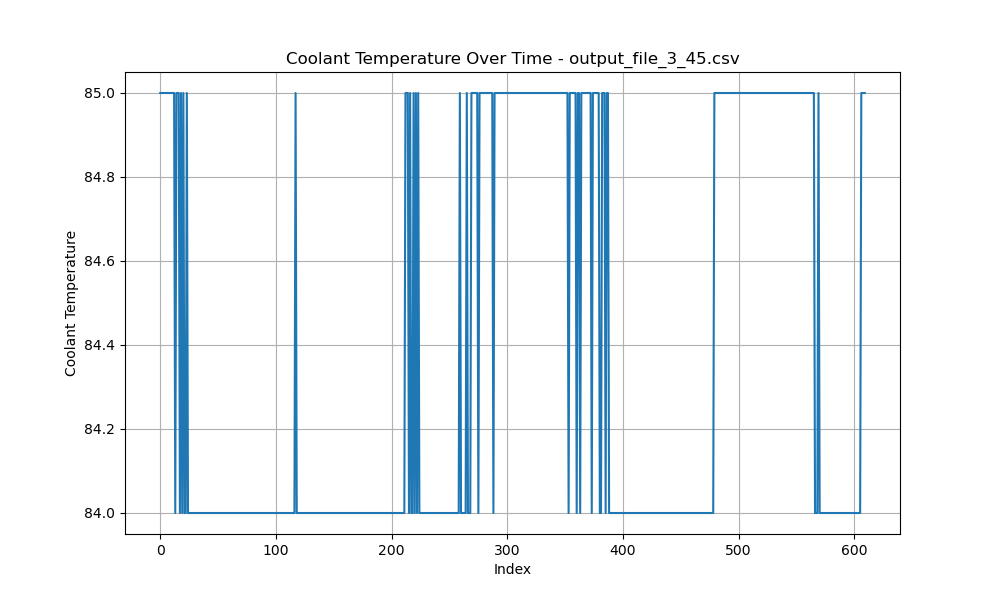 Coolant Temperature Over Time - output_file_3_45.csv
Coolant Temperature
85.0
84.8
84.6
84.4
84.2
84.0
0 100 200 300 400 500 600
Index